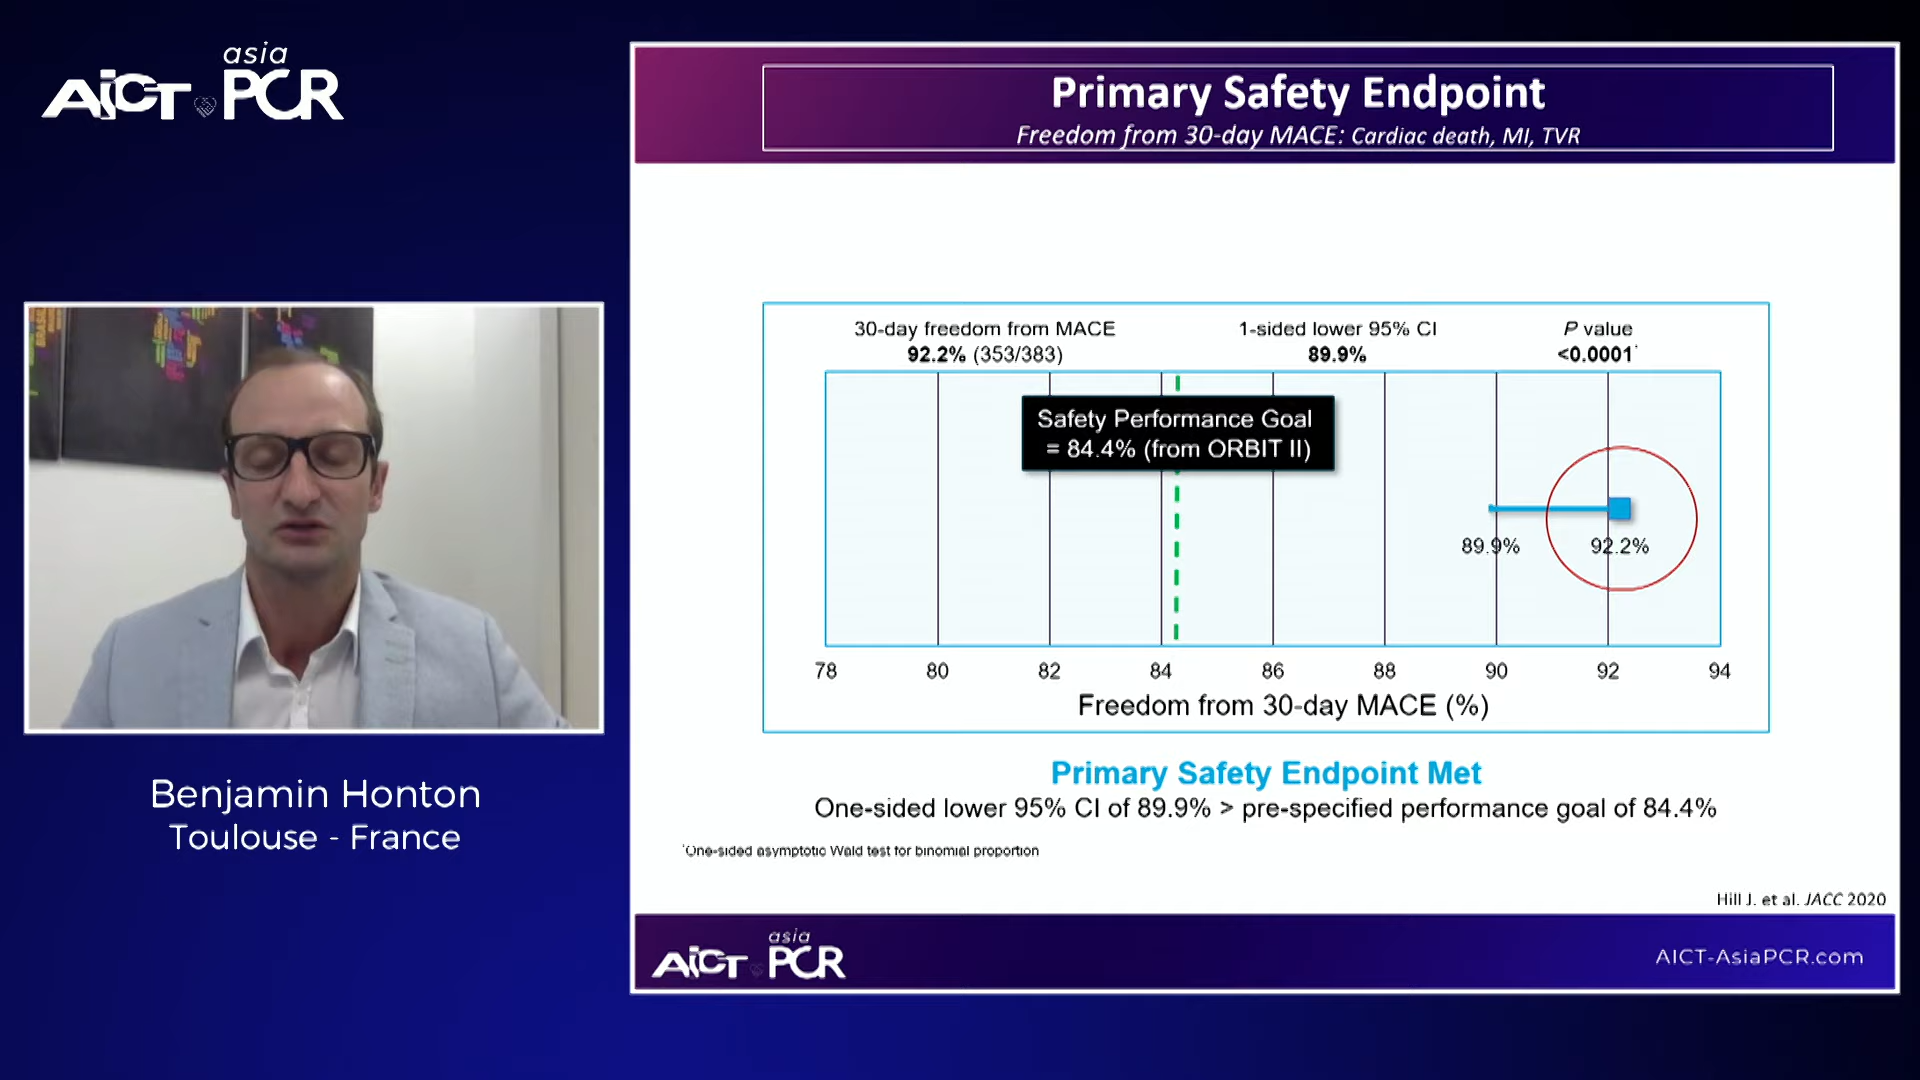 asia
AICT PCR
Benjamin Honton
Toulouse - France
Primary Safety Endpoint
Freedom from 30-day MACE: Cardiac death, MI, TVR
30-day freedom from MACE
92.2% (353/383)
1-sided lower 95% CI
89.9%
P value
<0.0001*
Safety Performance Goal
= 84.4% (from ORBIT II)
89.9%
92.2%
78 80 82 84 86 88 90 92 94
Freedom from 30-day MACE (%)
Primary Safety Endpoint Met
One-sided lower 95% CI of 89.9% > pre-specified performance goal of 84.4%
*One-sided asymptotic Wald test for binomial proportion
Hill J. et al. JACC 2020
asia
AICT PCR
AICT-AsiaPCR.com